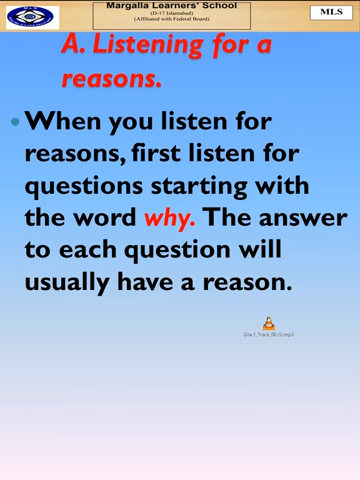 Margalla Learners' School
(D-17 Islamabad)
(Affiliated with Federal Board)
MLS
A. Listening for a
reasons.
When you listen for
reasons, first listen for
questions starting with
the word why. The answer
to each question will
usually have a reason.